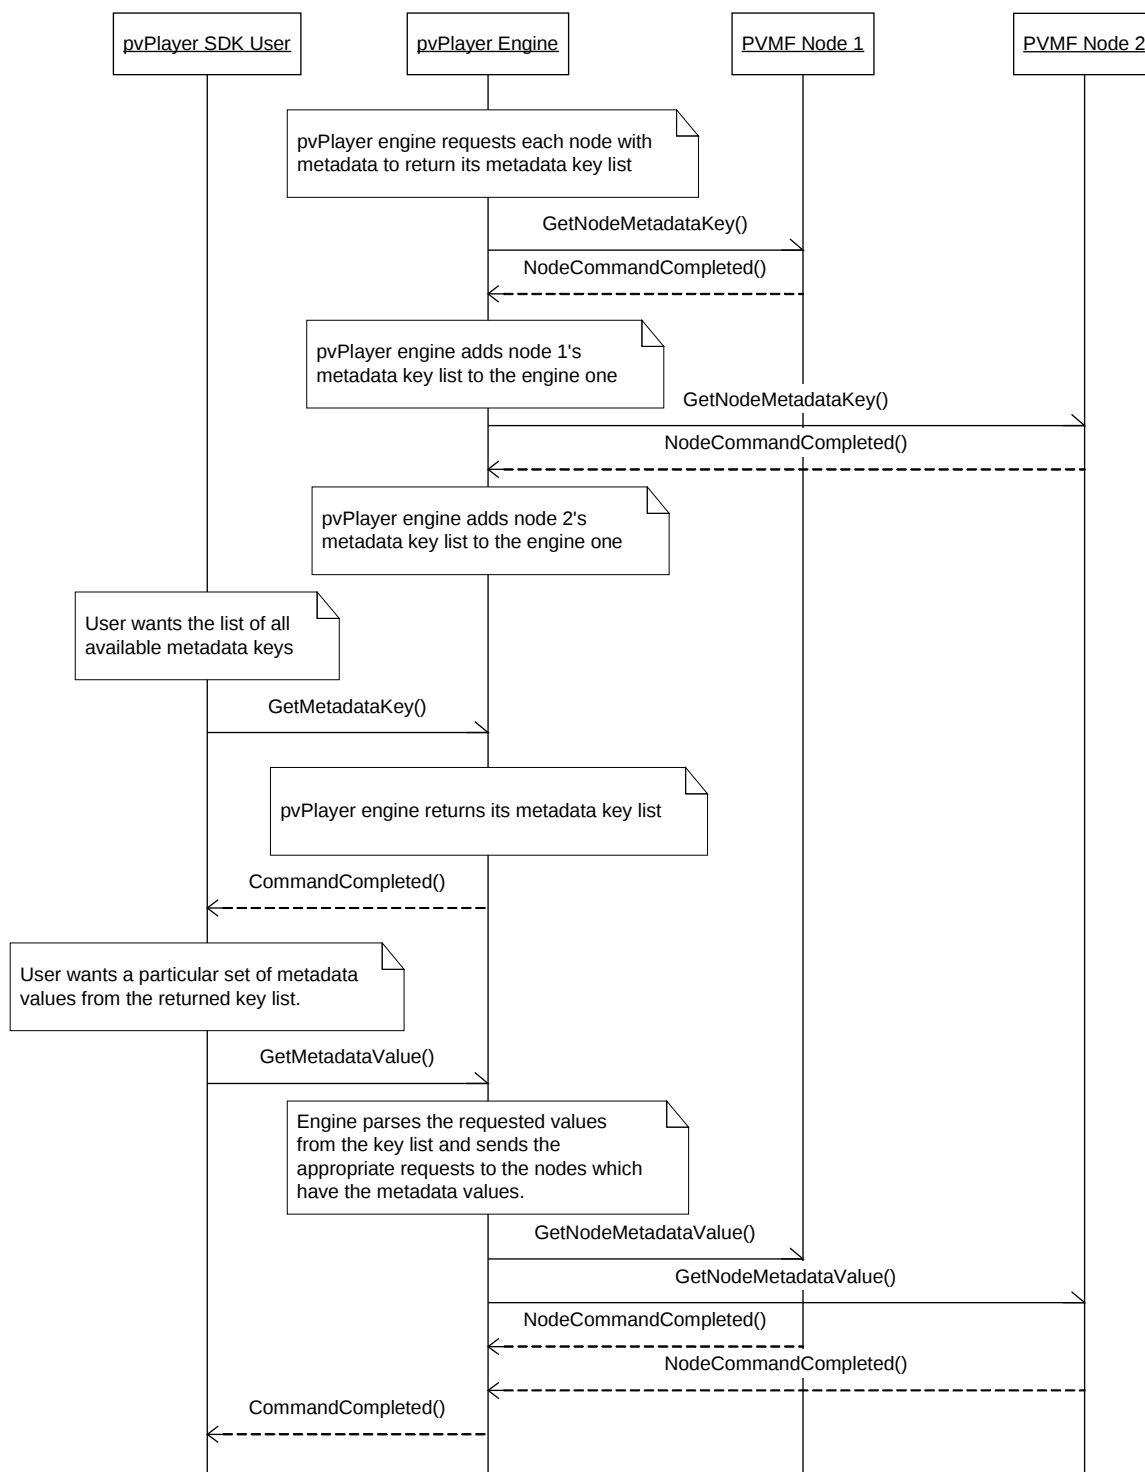 pvPlayer SDK User
pvPlayer Engine
PVMF Node 1
PVMF Node 2
pvPlayer engine requests each node with
metadata to return its metadata key list
GetNodeMetadataKey()
NodeCommandCompleted()
pvPlayer engine adds node 1's
metadata key list to the engine one
GetNodeMetadataKey()
NodeCommandCompleted()
pvPlayer engine adds node 2's
metadata key list to the engine one
User wants the list of all
available metadata keys
GetMetadataKey()
pvPlayer engine returns its metadata key list
CommandCompleted()
User wants a particular set of metadata
values from the returned key list.
GetMetadataValue()
Engine parses the requested values
from the key list and sends the
appropriate requests to the nodes which
have the metadata values.
GetNodeMetadataValue()
GetNodeMetadataValue()
NodeCommandCompleted()
NodeCommandCompleted()
CommandCompleted()